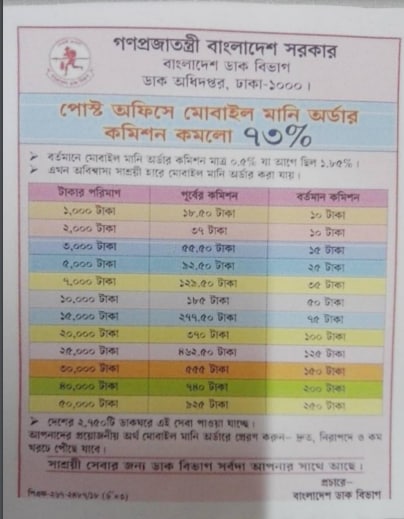 গণপ্রজাতন্ত্রী বাংলাদেশ সরকার
বাংলাদেশ ডাক বিভাগ
ডাক অধিদপ্তর, ঢাকা-১০০০।
পোস্ট অফিসে মোবাইল মানি অর্ডার
কমিশন কমলো ৭৩%
➢ বর্তমানে মোবাইল মানি অর্ডার কমিশন মাত্র ০.৫% যা আগে ছিল ১.৮৫%।
➢ এখন অবিশ্বাস্য সাশ্রয়ী হারে মোবাইল মানি অর্ডার করা যায়।
টাকার পরিমাণ পূর্বের কমিশন বর্তমান কমিশন
১,০০০ টাকা ১৮.৫০ টাকা ১০ টাকা
২,০০০ টাকা ৩৭ টাকা ১০ টাকা
৩,০০০ টাকা ৫৫.৫০ টাকা ১৫ টাকা
৫,০০০ টাকা ৯২.৫০ টাকা ২৫ টাকা
৭,০০০ টাকা ১২৯.৫০ টাকা ৩৫ টাকা
১০,০০০ টাকা ১৮৫ টাকা ৫০ টাকা
১৫,০০০ টাকা ২৭৭.৫০ টাকা ৭৫ টাকা
২০,০০০ টাকা ৩৭০ টাকা ১০০ টাকা
২৫,০০০ টাকা ৪৬২.৫০ টাকা ১২৫ টাকা
৩০,০০০ টাকা ৫৫৫ টাকা ১৫০ টাকা
৪০,০০০ টাকা ৭৪০ টাকা ২০০ টাকা
৫০,০০০ টাকা ৯২৫ টাকা ২৫০ টাকা
➢ দেশের ২,৭৫০টি ডাকঘরে এই সেবা পাওয়া যাচ্ছে।
আপনাদের প্রয়োজনীয় অর্থ মোবাইল মানি অর্ডারে প্রেরণ করুন- দ্রুত, নিরাপদে ও কম
খরচে পৌঁছে যাবে।
সাশ্রয়ী সেবার জন্য ডাক বিভাগ সর্বদা আপনার সাথে আছে।
প্রচারে-
বাংলাদেশ ডাক বিভাগ